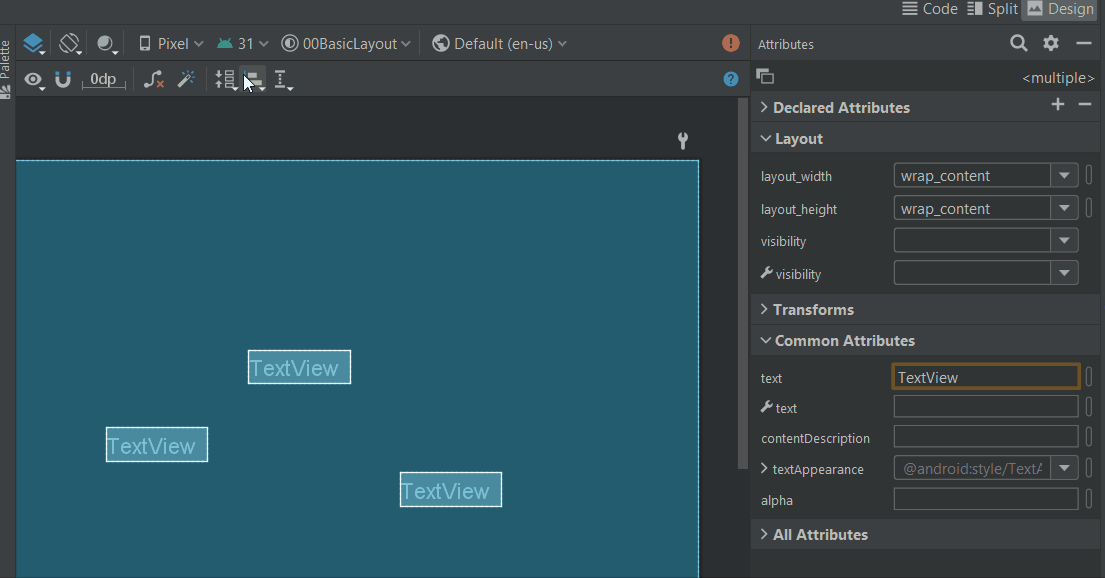 Code Split Design
Palette
Pixel 31 00BasicLayout Default (en-us) Attributes
0dp
<multiple>
Declared Attributes
Layout
layout_width wrap_content
layout_height wrap_content
visibility
visibility
Transforms
Common Attributes
text TextView
text
contentDescription
textAppearance @android:style/TextA
alpha
All Attributes
TextView
TextView
TextView